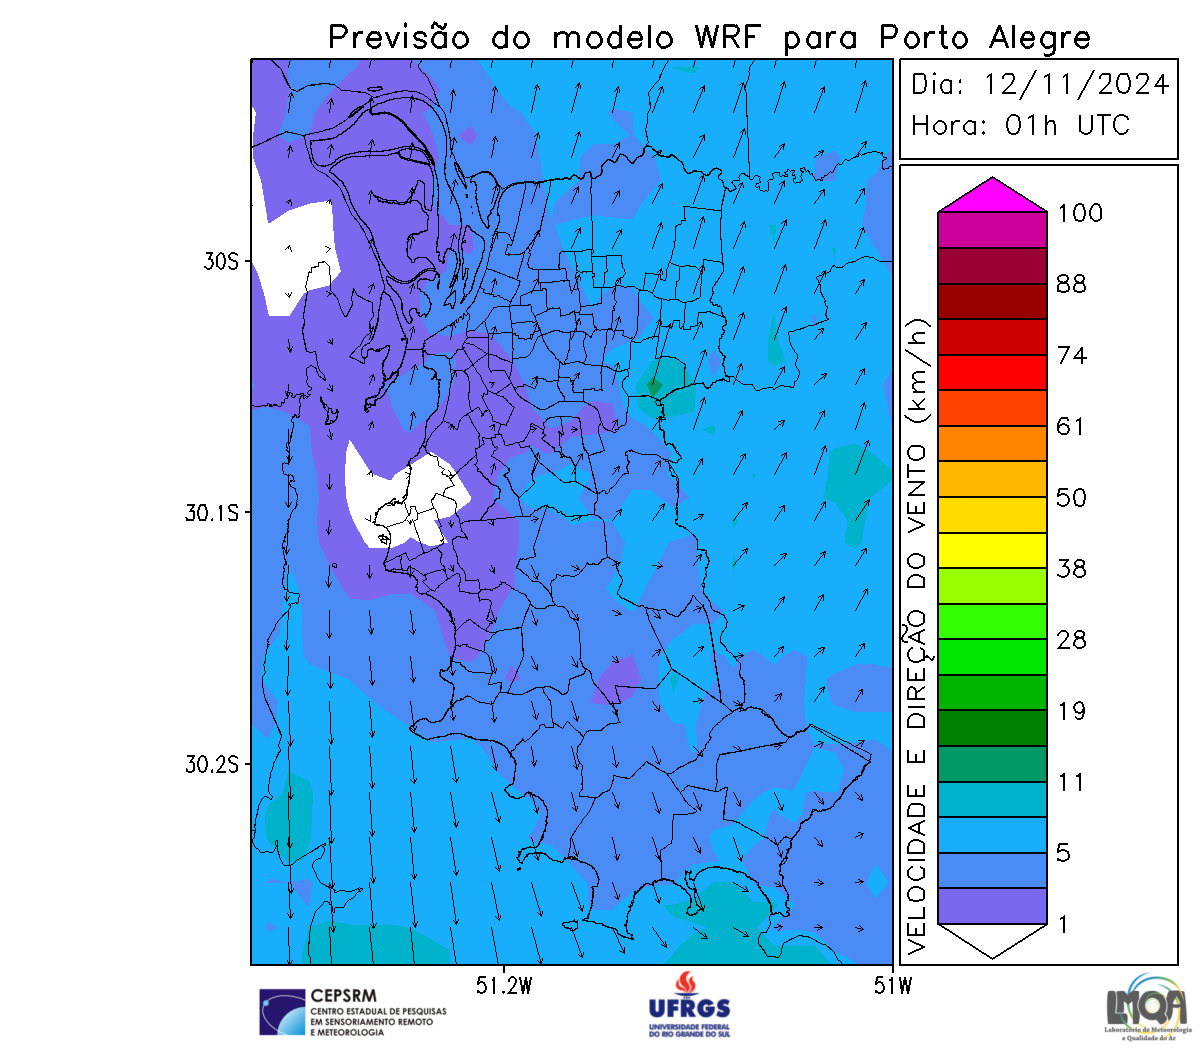 Previsão do modelo WRF para Porto Alegre
Dia: 12/11/2024
Hora: 01h UTC
30S
30.1S
30.2S
51.2W
51W
VELOCIDADE E DIREÇÃO DO VENTO (km/h)
100
88
74
61
50
38
28
19
11
5
1
CEPSRM
CENTRO ESTADUAL DE PESQUISAS
EM SENSORIAMENTO REMOTO
E METEOROLOGIA
UFRGS
UNIVERSIDADE FEDERAL
DO RIO GRANDE DO SUL
LMQA
Laboratório de Meteorologia
e Qualidade do Ar